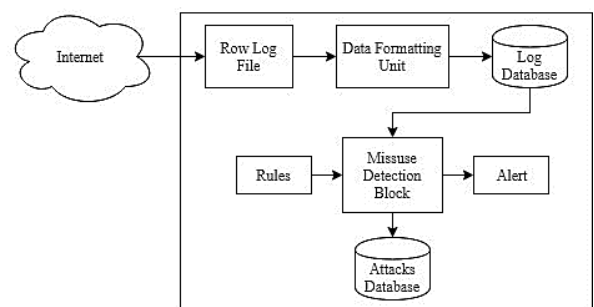 Internet
Row Log
File
Data Formatting
Unit
Log
Database
Rules
Missuse
Detection
Block
Alert
Attacks
Database